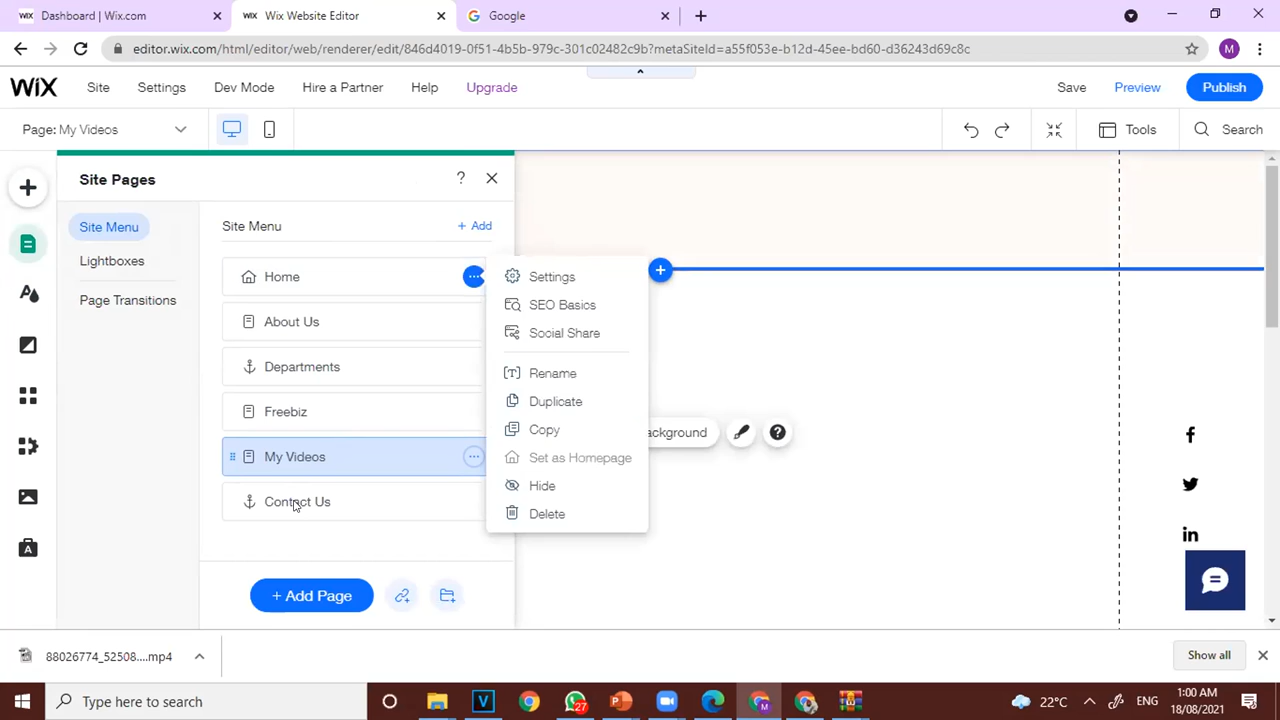 Dashboard | Wix.com
WiX Wix Website Editor
Google
editor.wix.com/html/editor/web/renderer/edit/846d4019-0f51-4b5b-979c-301c02482c9b?metaSiteId=a55f053e-b12d-45ee-bd60-d36243d69c8c
M
WiX Site Settings Dev Mode Hire a Partner Help Upgrade Save Preview Publish
Page: My Videos Tools Search
Site Pages ?
Site Menu
Lightboxes
Page Transitions
Site Menu + Add
Home
About Us
Departments
Freebiz
My Videos
Contact Us
+ Add Page
Settings
SEO Basics
Social Share
Rename
Duplicate
Copy
Set as Homepage
Hide
Delete
ackground ?
88026774_52508....mp4 Show all
Type here to search
27
22°C ENG
1:00 AM
18/08/2021